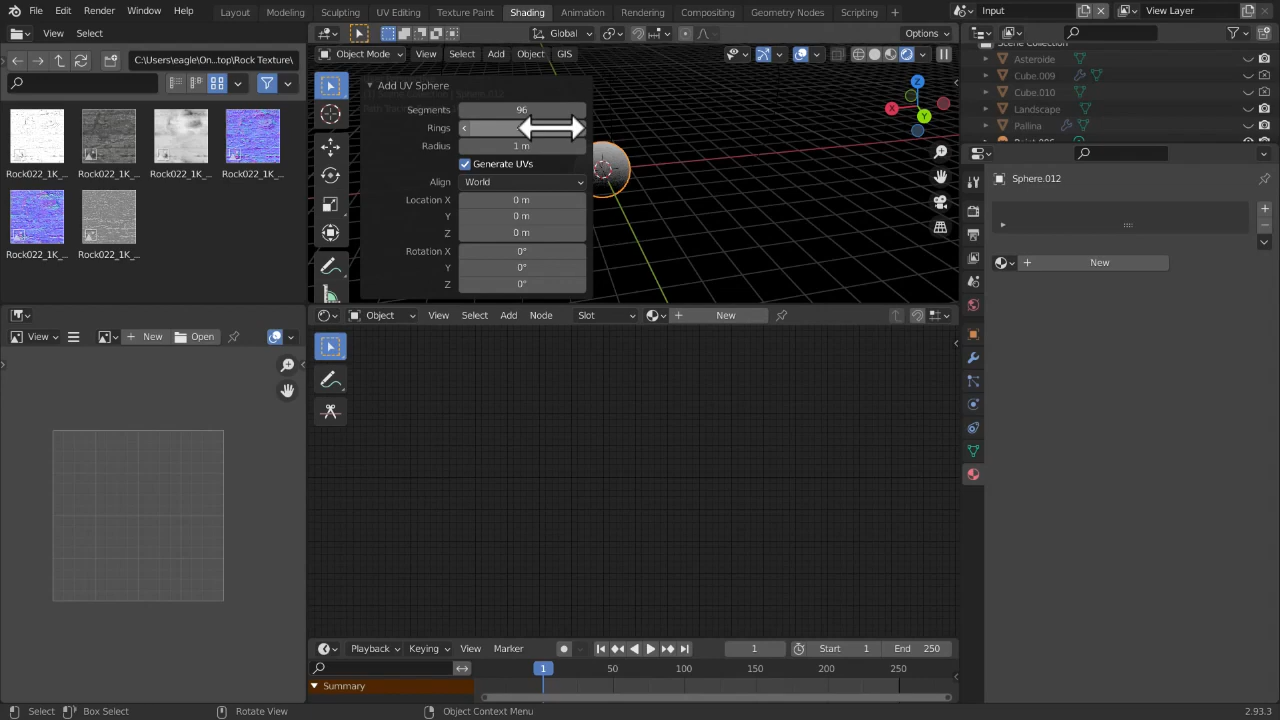 File Edit Render Window Help Layout Modeling Sculpting UV Editing Texture Paint Shading Animation Rendering Compositing Geometry Nodes Scripting + Input View Layer
View Select
C:\Users\eagle\On...top\Rock Texture\
Rock022_1K_... Rock022_1K_... Rock022_1K_... Rock022_1K_...
Rock022_1K_... Rock022_1K_...
Global Options
Object Mode View Select Add Object GIS
Add UV Sphere
Segments 96
Rings
Radius 1 m
Generate UVs
Align World
Location X 0 m
Y 0 m
Z 0 m
Rotation X 0°
Y 0°
Z 0°
X Y Z
Scene Collection
Asteroide
Cube.009
Cube.010
Landscape
Pallina
Sphere.012
+ New
View + New Open
Object View Select Add Object Node Slot + New
Playback Keying View Marker 1 Start 1 End 250
1 50 100 150 200 250
Summary
Select Box Select Rotate View Object Context Menu 2.93.3